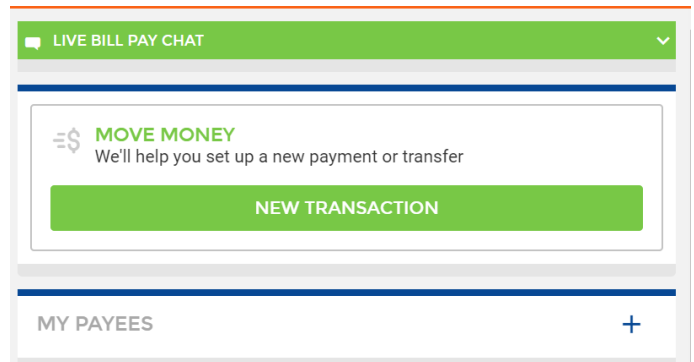 LIVE BILL PAY CHAT
MOVE MONEY
We'll help you set up a new payment or transfer
NEW TRANSACTION
MY PAYEES